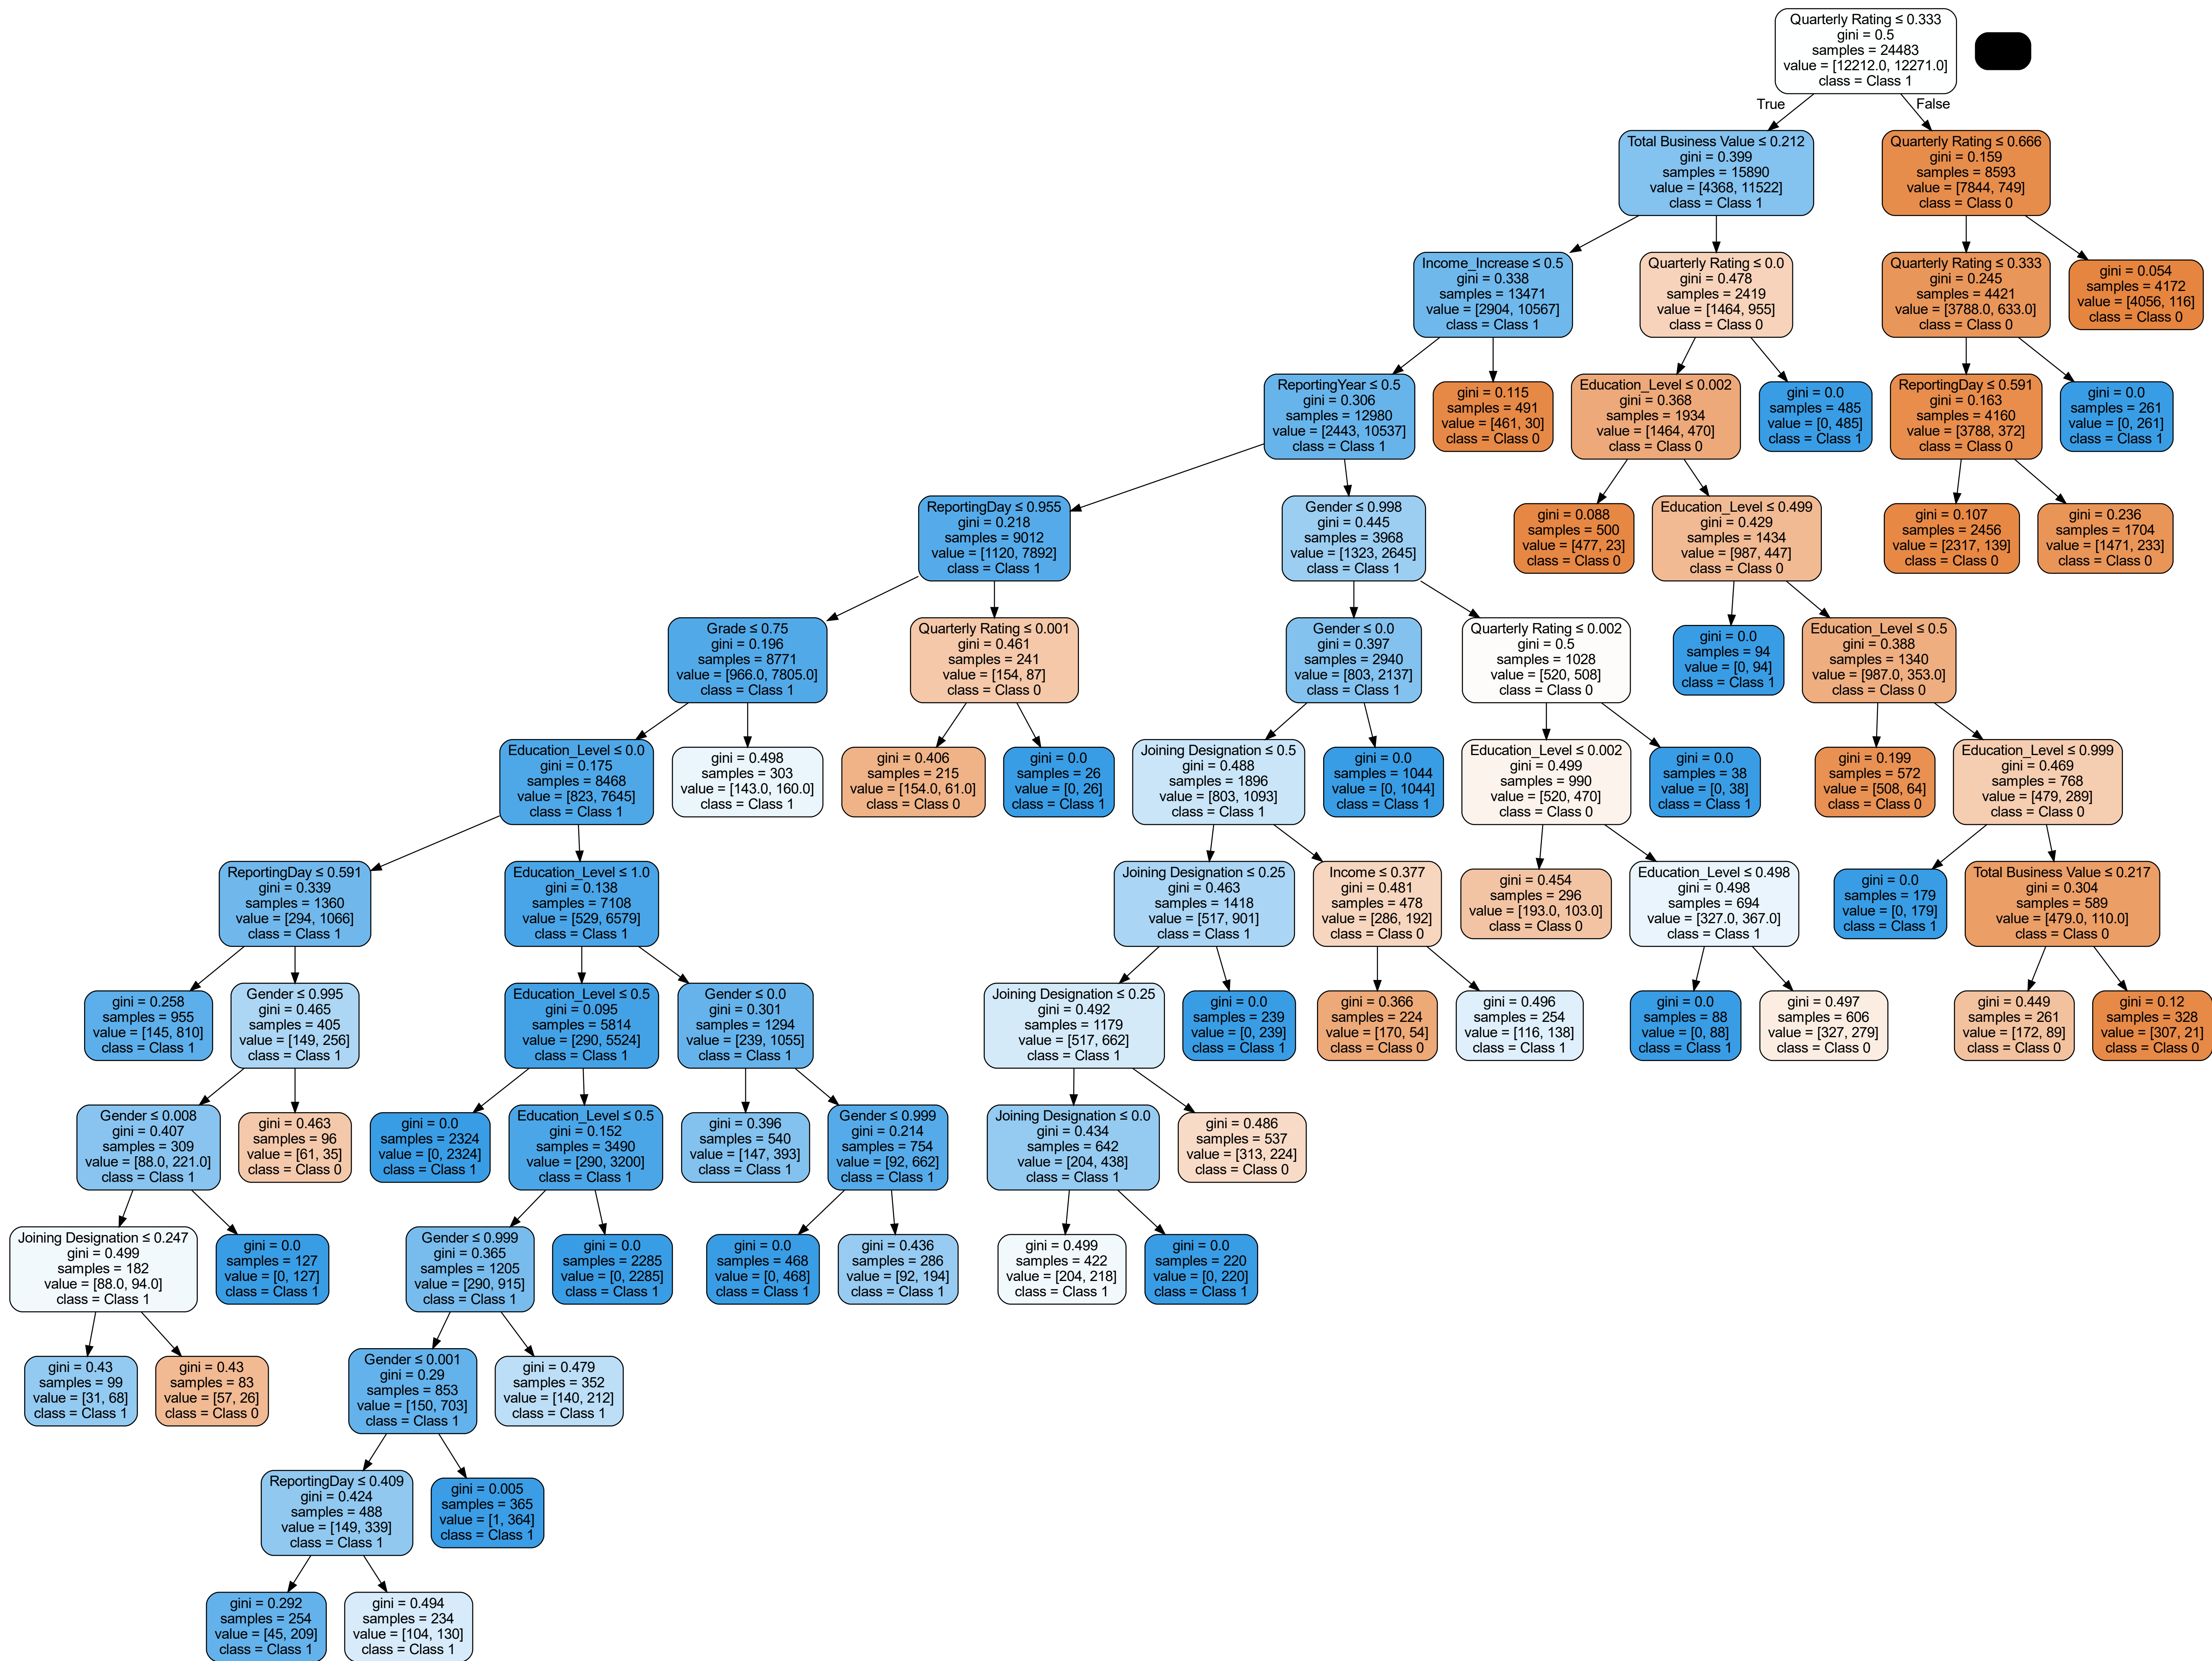 Quarterly Rating ≤ 0.333
gini = 0.5
samples = 24483
value = [12212.0, 12271.0]
class = Class 1
True
False
Total Business Value ≤ 0.212
gini = 0.399
samples = 15890
value = [4368, 11522]
class = Class 1
Quarterly Rating ≤ 0.666
gini = 0.159
samples = 8593
value = [7844, 749]
class = Class 0
Income_Increase ≤ 0.5
gini = 0.338
samples = 13471
value = [2904, 10567]
class = Class 1
Quarterly Rating ≤ 0.0
gini = 0.478
samples = 2419
value = [1464, 955]
class = Class 0
Quarterly Rating ≤ 0.333
gini = 0.245
samples = 4421
value = [3788.0, 633.0]
class = Class 0
gini = 0.054
samples = 4172
value = [4056, 116]
class = Class 0
ReportingYear ≤ 0.5
gini = 0.306
samples = 12980
value = [2443, 10537]
class = Class 1
gini = 0.115
samples = 491
value = [461, 30]
class = Class 0
Education_Level ≤ 0.002
gini = 0.368
samples = 1934
value = [1464, 470]
class = Class 0
gini = 0.0
samples = 485
value = [0, 485]
class = Class 1
ReportingDay ≤ 0.591
gini = 0.163
samples = 4160
value = [3788, 372]
class = Class 0
gini = 0.0
samples = 261
value = [0, 261]
class = Class 1
ReportingDay ≤ 0.955
gini = 0.218
samples = 9012
value = [1120, 7892]
class = Class 1
Gender ≤ 0.998
gini = 0.445
samples = 3968
value = [1323, 2645]
class = Class 1
gini = 0.088
samples = 500
value = [477, 23]
class = Class 0
Education_Level ≤ 0.499
gini = 0.429
samples = 1434
value = [987, 447]
class = Class 0
gini = 0.107
samples = 2456
value = [2317, 139]
class = Class 0
gini = 0.236
samples = 1704
value = [1471, 233]
class = Class 0
Grade ≤ 0.75
gini = 0.196
samples = 8771
value = [966.0, 7805.0]
class = Class 1
Quarterly Rating ≤ 0.001
gini = 0.461
samples = 241
value = [154, 87]
class = Class 0
Gender ≤ 0.0
gini = 0.397
samples = 2940
value = [803, 2137]
class = Class 1
Quarterly Rating ≤ 0.002
gini = 0.5
samples = 1028
value = [520, 508]
class = Class 0
gini = 0.0
samples = 94
value = [0, 94]
class = Class 1
Education_Level ≤ 0.5
gini = 0.388
samples = 1340
value = [987.0, 353.0]
class = Class 0
Education_Level ≤ 0.0
gini = 0.175
samples = 8468
value = [823, 7645]
class = Class 1
gini = 0.498
samples = 303
value = [143.0, 160.0]
class = Class 1
gini = 0.406
samples = 215
value = [154.0, 61.0]
class = Class 0
gini = 0.0
samples = 26
value = [0, 26]
class = Class 1
Joining Designation ≤ 0.5
gini = 0.488
samples = 1896
value = [803, 1093]
class = Class 1
gini = 0.0
samples = 1044
value = [0, 1044]
class = Class 1
Education_Level ≤ 0.002
gini = 0.499
samples = 990
value = [520, 470]
class = Class 0
gini = 0.0
samples = 38
value = [0, 38]
class = Class 1
gini = 0.199
samples = 572
value = [508, 64]
class = Class 0
Education_Level ≤ 0.999
gini = 0.469
samples = 768
value = [479, 289]
class = Class 0
ReportingDay ≤ 0.591
gini = 0.339
samples = 1360
value = [294, 1066]
class = Class 1
Education_Level ≤ 1.0
gini = 0.138
samples = 7108
value = [529, 6579]
class = Class 1
Joining Designation ≤ 0.25
gini = 0.463
samples = 1418
value = [517, 901]
class = Class 1
Income ≤ 0.377
gini = 0.481
samples = 478
value = [286, 192]
class = Class 0
gini = 0.454
samples = 296
value = [193.0, 103.0]
class = Class 0
Education_Level ≤ 0.498
gini = 0.498
samples = 694
value = [327.0, 367.0]
class = Class 1
gini = 0.0
samples = 179
value = [0, 179]
class = Class 1
Total Business Value ≤ 0.217
gini = 0.304
samples = 589
value = [479.0, 110.0]
class = Class 0
gini = 0.258
samples = 955
value = [145, 810]
class = Class 1
Gender ≤ 0.995
gini = 0.465
samples = 405
value = [149, 256]
class = Class 1
Education_Level ≤ 0.5
gini = 0.095
samples = 5814
value = [290, 5524]
class = Class 1
Gender ≤ 0.0
gini = 0.301
samples = 1294
value = [239, 1055]
class = Class 1
Joining Designation ≤ 0.25
gini = 0.492
samples = 1179
value = [517, 662]
class = Class 1
gini = 0.0
samples = 239
value = [0, 239]
class = Class 1
gini = 0.366
samples = 224
value = [170, 54]
class = Class 0
gini = 0.496
samples = 254
value = [116, 138]
class = Class 1
gini = 0.0
samples = 88
value = [0, 88]
class = Class 1
gini = 0.497
samples = 606
value = [327, 279]
class = Class 0
gini = 0.449
samples = 261
value = [172, 89]
class = Class 0
gini = 0.12
samples = 328
value = [307, 21]
class = Class 0
Gender ≤ 0.008
gini = 0.407
samples = 309
value = [88.0, 221.0]
class = Class 1
gini = 0.463
samples = 96
value = [61, 35]
class = Class 0
gini = 0.0
samples = 2324
value = [0, 2324]
class = Class 1
Education_Level ≤ 0.5
gini = 0.152
samples = 3490
value = [290, 3200]
class = Class 1
gini = 0.396
samples = 540
value = [147, 393]
class = Class 1
Gender ≤ 0.999
gini = 0.214
samples = 754
value = [92, 662]
class = Class 1
Joining Designation ≤ 0.0
gini = 0.434
samples = 642
value = [204, 438]
class = Class 1
gini = 0.486
samples = 537
value = [313, 224]
class = Class 0
Joining Designation ≤ 0.247
gini = 0.499
samples = 182
value = [88.0, 94.0]
class = Class 1
gini = 0.0
samples = 127
value = [0, 127]
class = Class 1
Gender ≤ 0.999
gini = 0.365
samples = 1205
value = [290, 915]
class = Class 1
gini = 0.0
samples = 2285
value = [0, 2285]
class = Class 1
gini = 0.0
samples = 468
value = [0, 468]
class = Class 1
gini = 0.436
samples = 286
value = [92, 194]
class = Class 1
gini = 0.499
samples = 422
value = [204, 218]
class = Class 1
gini = 0.0
samples = 220
value = [0, 220]
class = Class 1
gini = 0.43
samples = 99
value = [31, 68]
class = Class 1
gini = 0.43
samples = 83
value = [57, 26]
class = Class 0
Gender ≤ 0.001
gini = 0.29
samples = 853
value = [150, 703]
class = Class 1
gini = 0.479
samples = 352
value = [140, 212]
class = Class 1
ReportingDay ≤ 0.409
gini = 0.424
samples = 488
value = [149, 339]
class = Class 1
gini = 0.005
samples = 365
value = [1, 364]
class = Class 1
gini = 0.292
samples = 254
value = [45, 209]
class = Class 1
gini = 0.494
samples = 234
value = [104, 130]
class = Class 1